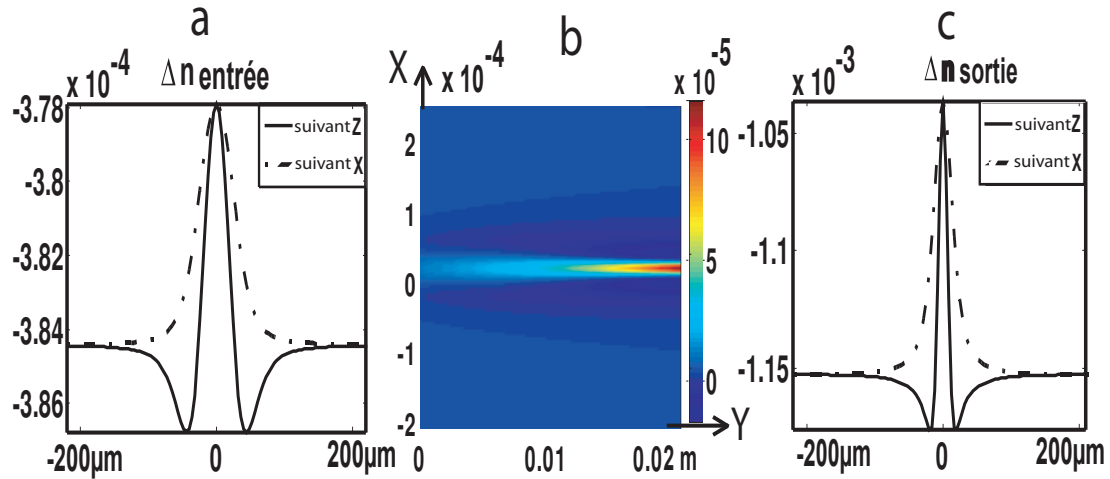 a
x 10⁻⁴
Δn entrée
-3.78
-3.8
-3.82
-3.84
-3.86
suivant Z
suivant X
-200µm 0 200µm
b
X
x 10⁻⁴
x 10⁻⁵
2
1
0
-1
-2
10
5
0
Y
0 0.01 0.02 m
c
x 10⁻³
Δn sortie
-1.05
-1.1
-1.15
suivant Z
suivant X
-200µm 0 200µm